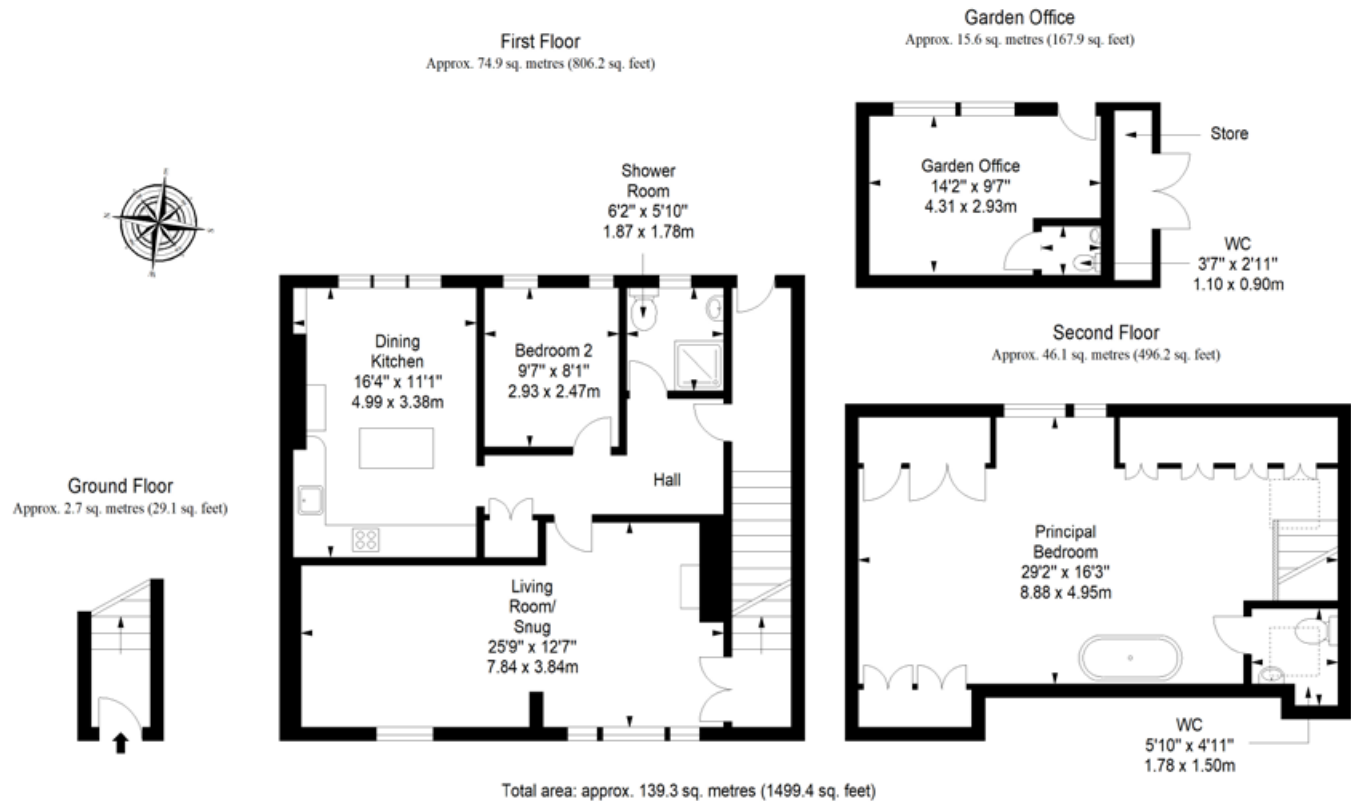 First Floor
Approx. 74.9 sq. metres (806.2 sq. feet)
Garden Office
Approx. 15.6 sq. metres (167.9 sq. feet)
Store
Garden Office
14'2" x 9'7"
4.31 x 2.93m
WC
3'7" x 2'11"
1.10 x 0.90m
Shower
Room
6'2" x 5'10"
1.87 x 1.78m
Dining
Kitchen
16'4" x 11'1"
4.99 x 3.38m
Bedroom 2
9'7" x 8'1"
2.93 x 2.47m
Hall
Living
Room/
Snug
25'9" x 12'7"
7.84 x 3.84m
Ground Floor
Approx. 2.7 sq. metres (29.1 sq. feet)
Second Floor
Approx. 46.1 sq. metres (496.2 sq. feet)
Principal
Bedroom
29'2" x 16'3"
8.88 x 4.95m
WC
5'10" x 4'11"
1.78 x 1.50m
Total area: approx. 139.3 sq. metres (1499.4 sq. feet)